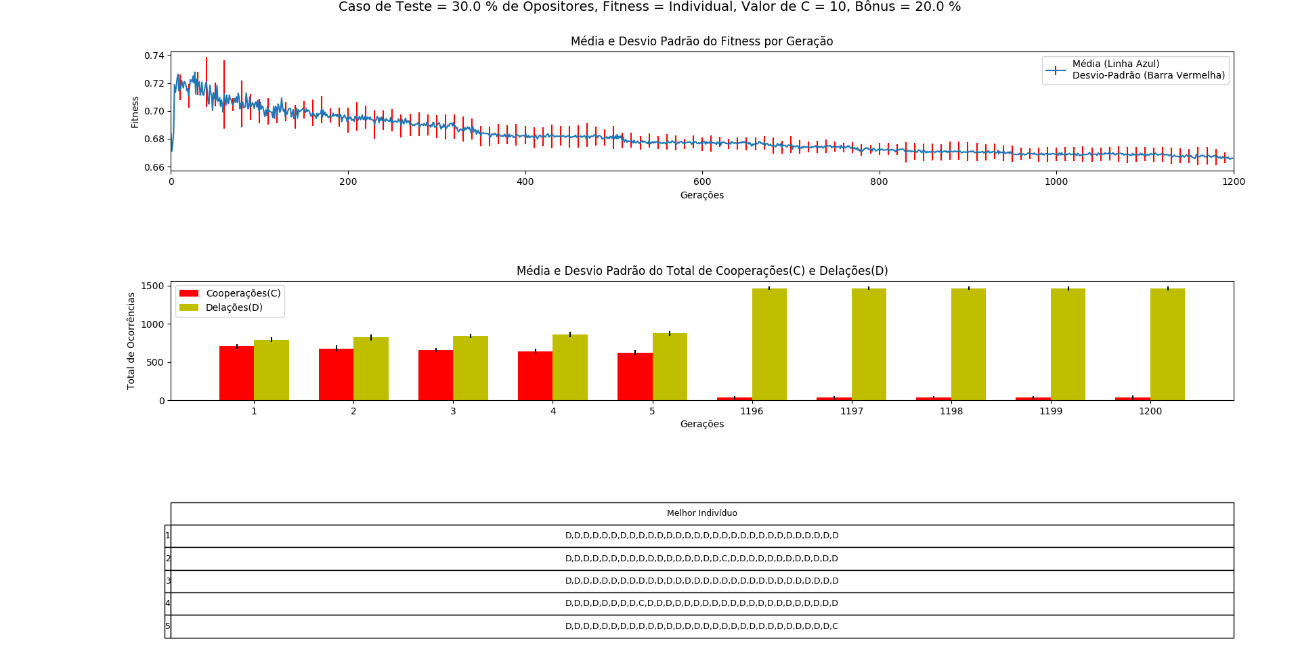 Caso de Teste = 30.0 % de Opositores, Fitness = Individual, Valor de C = 10, Bônus = 20.0 %
Média e Desvio Padrão do Fitness por Geração
0.74
0.72
0.70
0.68
0.66
Fitness
Média (Linha Azul)
Desvio-Padrão (Barra Vermelha)
0 200 400 600 800 1000 1200
Gerações
Média e Desvio Padrão do Total de Cooperações(C) e Delações(D)
1500
1000
500
0
Total de Ocorrências
Cooperações(C)
Delações(D)
1 2 3 4 5 1196 1197 1198 1199 1200
Gerações
Melhor Indivíduo
1 D,D,D,D,D,D,D,D,D,D,D,D,D,D,D,D,D,D,D,D,D,D,D,D,D,D,D,D,D,D
2 D,D,D,D,D,D,D,D,D,D,D,D,D,D,D,D,D,C,D,D,D,D,D,D,D,D,D,D,D,D
3 D,D,D,D,D,D,D,D,D,D,D,D,D,D,D,D,D,D,D,D,D,D,D,D,D,D,D,D,D,D
4 D,D,D,D,D,D,D,D,C,D,D,D,D,D,D,D,D,D,D,D,D,D,D,D,D,D,D,D,D,D
5 D,D,D,D,D,D,D,D,D,D,D,D,D,D,D,D,D,D,D,D,D,D,D,D,D,D,D,D,D,C